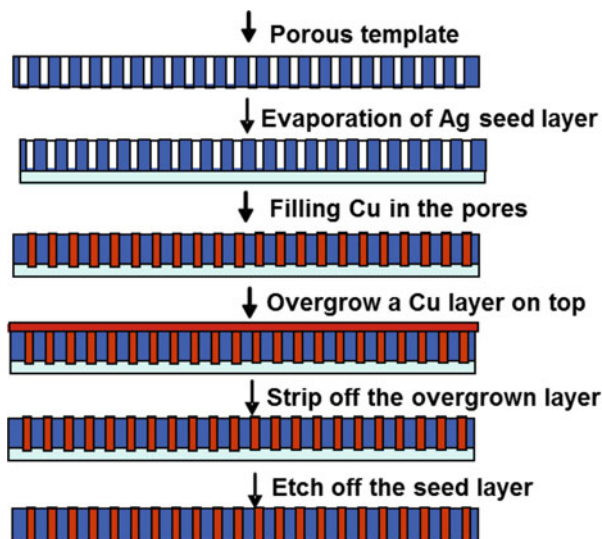 Porous template
Evaporation of Ag seed layer
Filling Cu in the pores
Overgrow a Cu layer on top
Strip off the overgrown layer
Etch off the seed layer